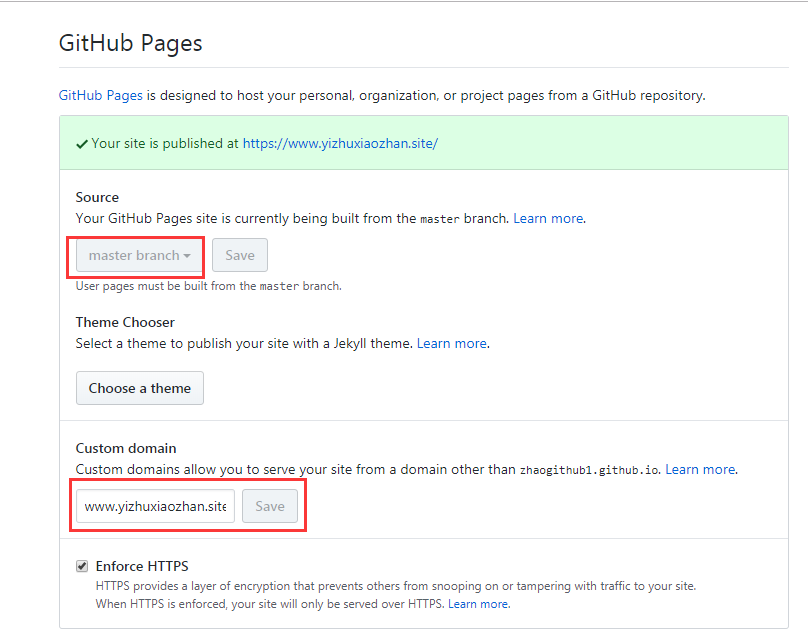 GitHub Pages
GitHub Pages is designed to host your personal, organization, or project pages from a GitHub repository.
Your site is published at https://www.yizhuxiaozhan.site/
Source
Your GitHub Pages site is currently being built from the master branch. Learn more.
master branch
Save
User pages must be built from the master branch.
Theme Chooser
Select a theme to publish your site with a Jekyll theme. Learn more.
Choose a theme
Custom domain
Custom domains allow you to serve your site from a domain other than zhaogithub1.github.io. Learn more.
www.yizhuxiaozhan.site
Save
Enforce HTTPS
HTTPS provides a layer of encryption that prevents others from snooping on or tampering with traffic to your site.
When HTTPS is enforced, your site will only be served over HTTPS. Learn more.